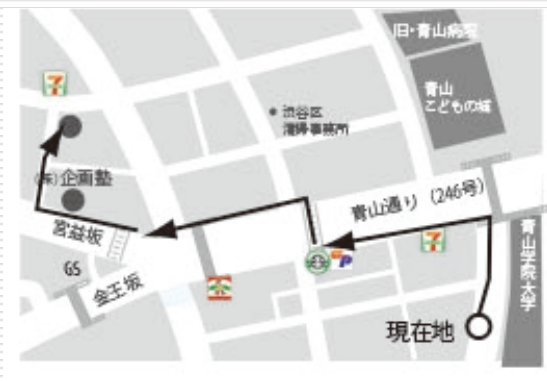 旧・青山病院
青山
こどもの城
渋谷区
清掃事務所
7
(株)企画塾
青山通り (246号)
宮益坂
7
GS
金王坂
青山学院大学
現在地